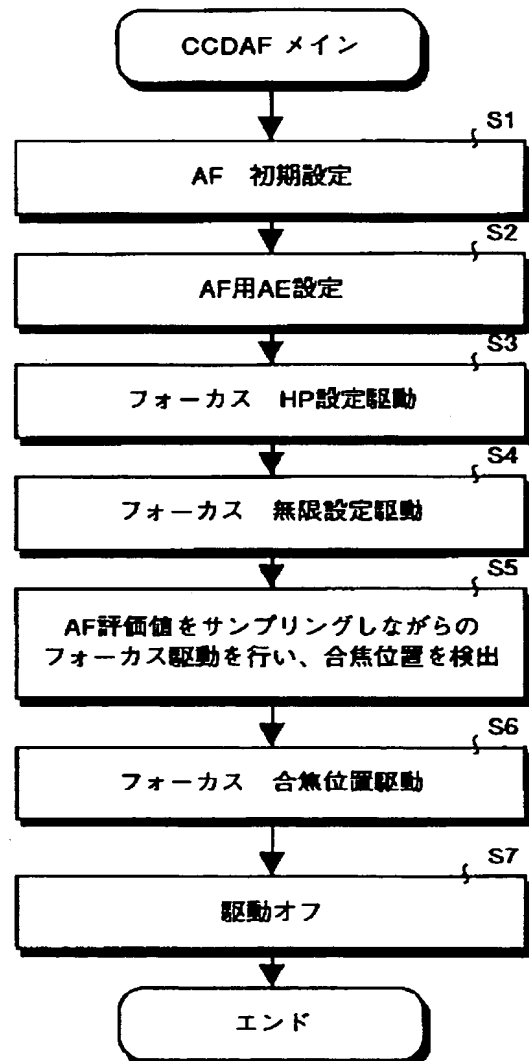 CCDAF メイン
S1
AF 初期設定
S2
AF用AE設定
S3
フォーカス HP設定駆動
S4
フォーカス 無限設定駆動
S5
AF評価値をサンプリングしながらの
フォーカス駆動を行い、合焦位置を検出
S6
フォーカス 合焦位置駆動
S7
駆動オフ
エンド